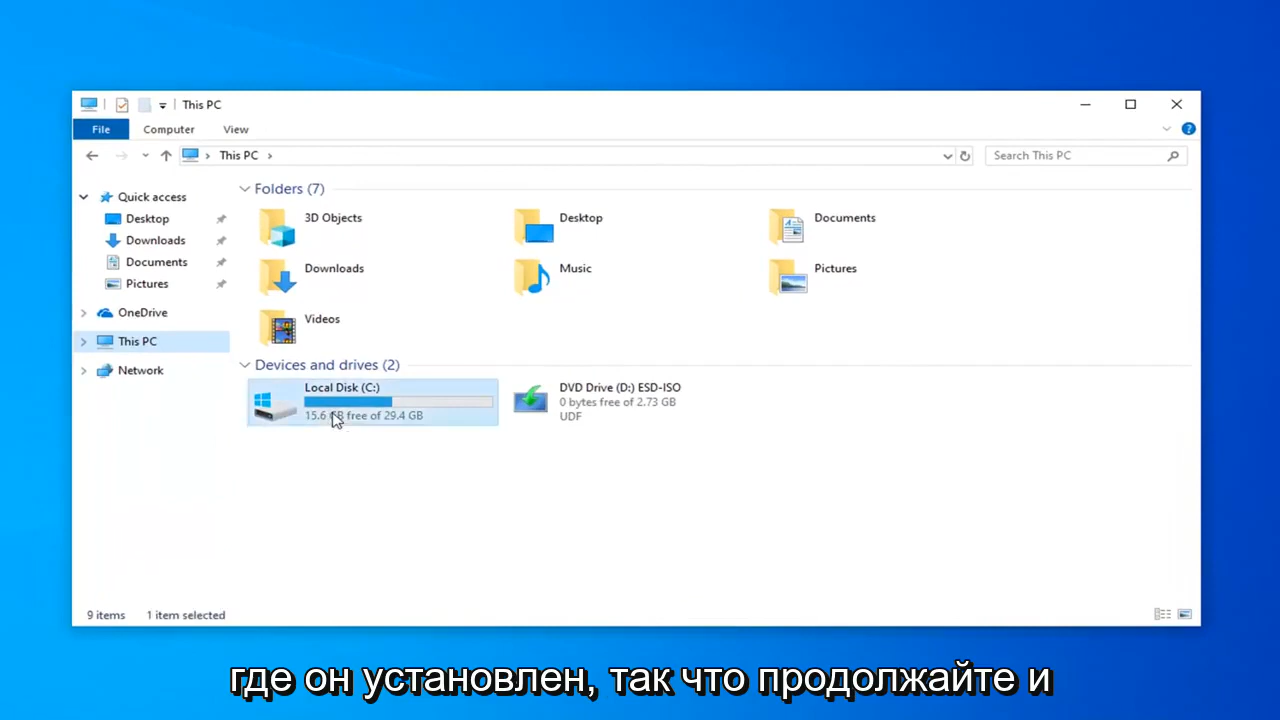 This PC
File Computer View
This PC
Search This PC
Quick access
Desktop
Downloads
Documents
Pictures
OneDrive
This PC
Network
Folders (7)
3D Objects
Desktop
Documents
Downloads
Music
Pictures
Videos
Devices and drives (2)
Local Disk (C:)
15.6 GB free of 29.4 GB
DVD Drive (D:) ESD-ISO
0 bytes free of 2.73 GB
UDF
9 items 1 item selected
где он установлен, так что продолжайте и